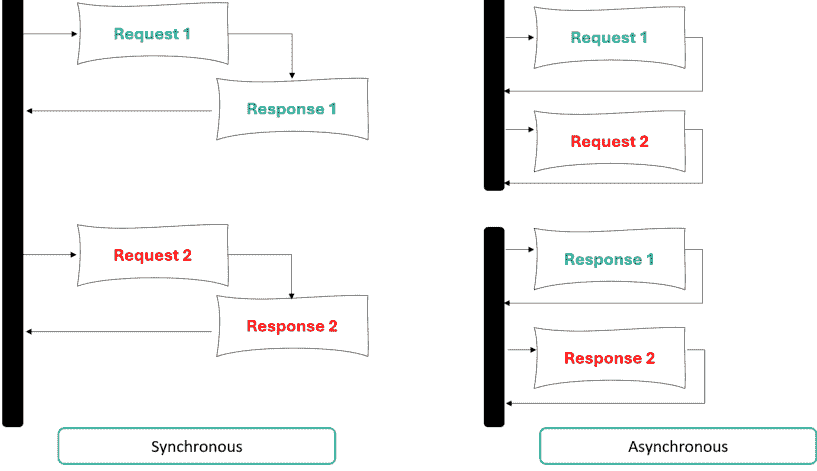 Request 1
Response 1
Request 2
Response 2
Synchronous
Request 1
Request 2
Response 1
Response 2
Asynchronous